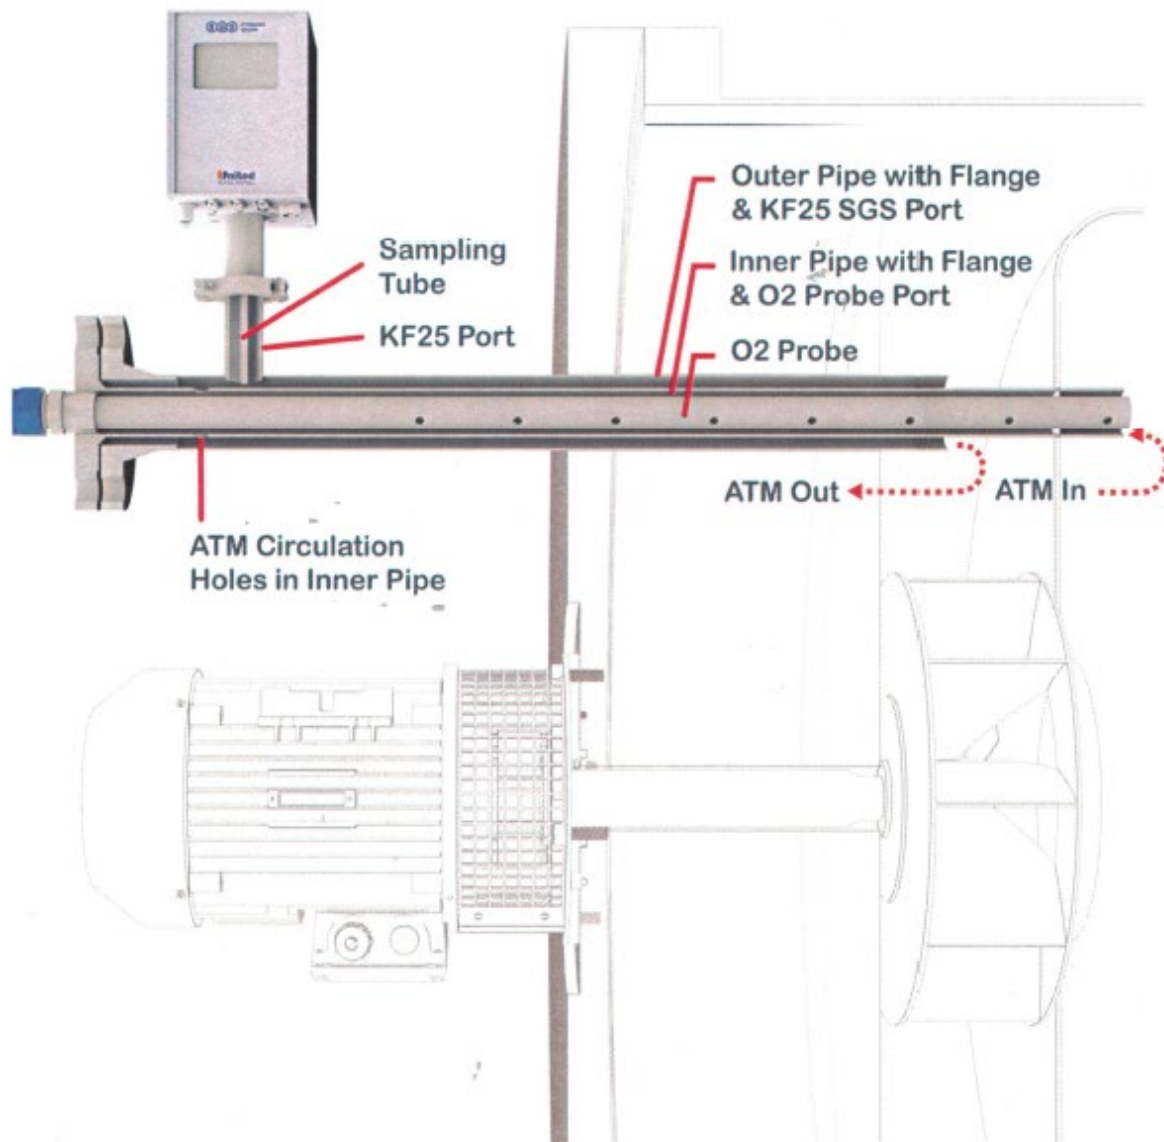 United
Outer Pipe with Flange
& KF25 SGS Port
Sampling
Tube
Inner Pipe with Flange
& O2 Probe Port
KF25 Port
O2 Probe
ATM Out
ATM In
ATM Circulation
Holes in Inner Pipe